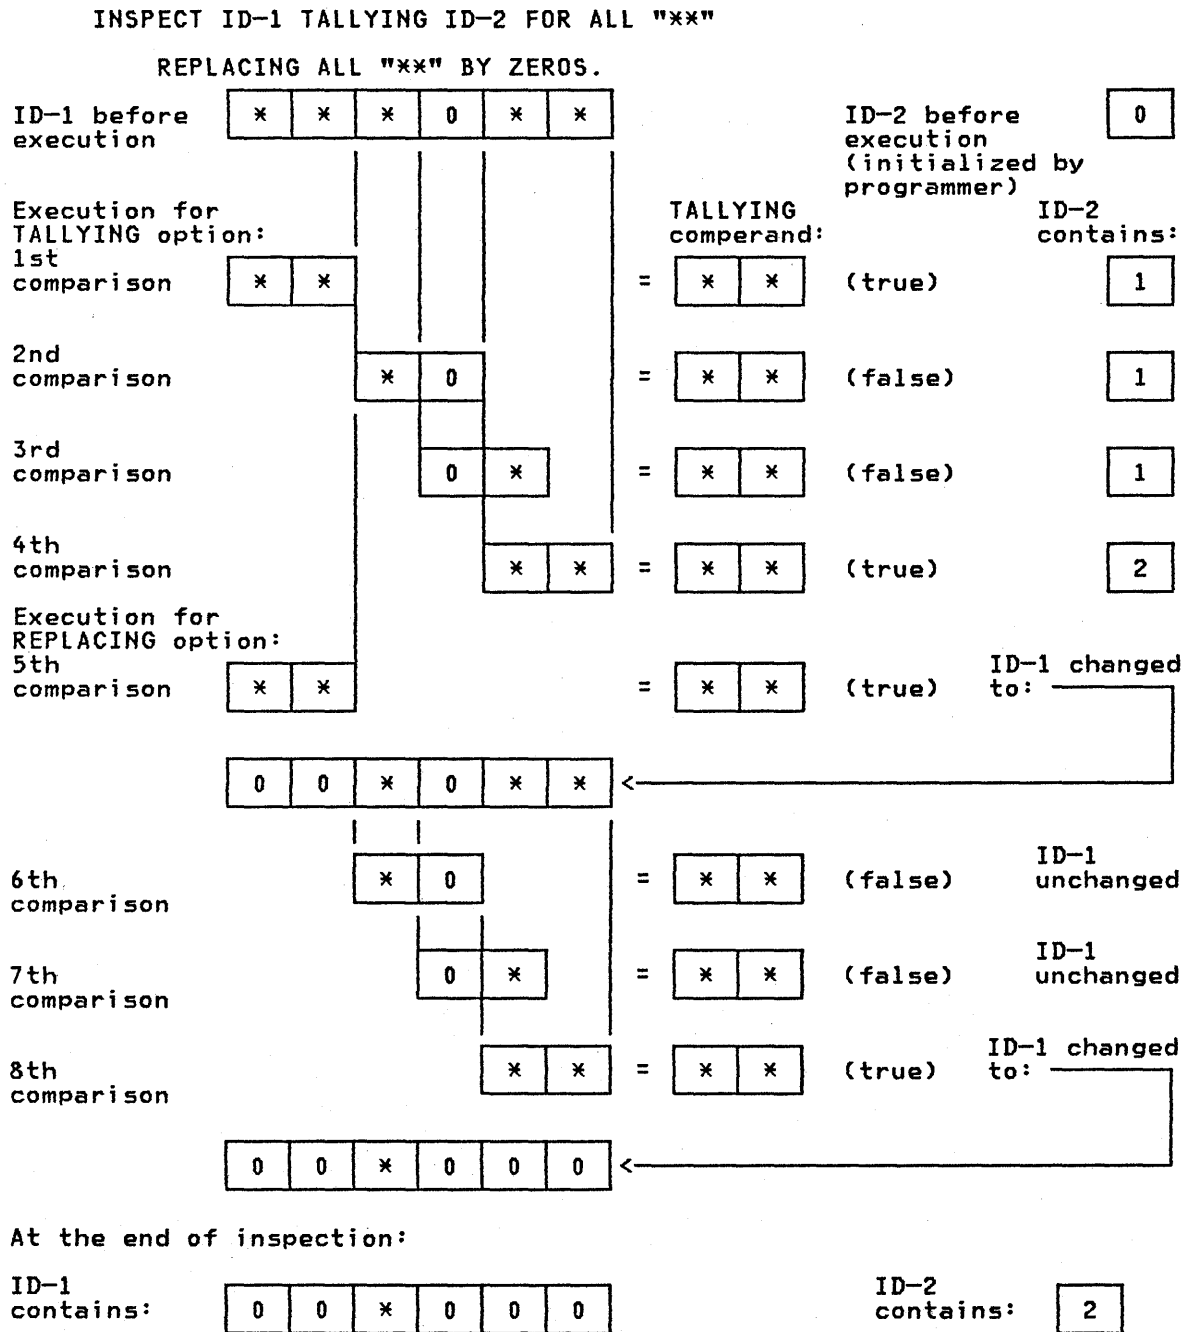 INSPECT ID-1 TALLYING ID-2 FOR ALL "**"
REPLACING ALL "**" BY ZEROS.
ID-1 before * * * 0 * * ID-2 before 0
execution execution
(initialized by
programmer)
Execution for TALLYING ID-2
TALLYING option: comperand: contains:
1st
comparison * * = * * (true) 1
2nd
comparison * 0 = * * (false) 1
3rd
comparison 0 * = * * (false) 1
4th
comparison * * = * * (true) 2
Execution for
REPLACING option:
5th ID-1 changed
comparison * * = * * (true) to:
0 0 * 0 * * <
ID-1
6th * 0 = * * (false) unchanged
comparison
ID-1
7th 0 * = * * (false) unchanged
comparison
ID-1 changed
8th * * = * * (true) to:
comparison
0 0 * 0 0 0 <
At the end of inspection:
ID-1 ID-2
contains: 0 0 * 0 0 0 contains: 2